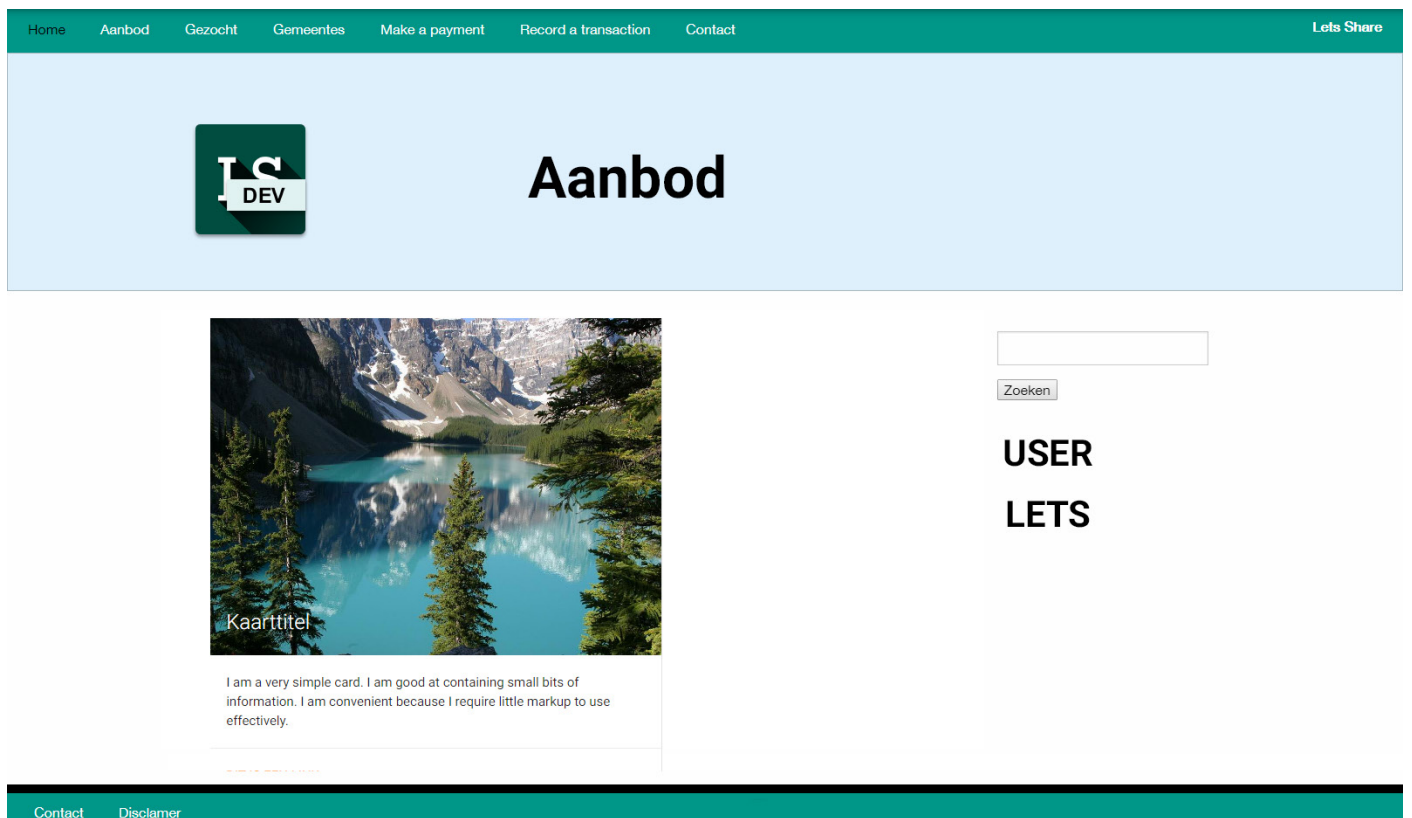 Home Aanbod Gezocht Gemeentes Make a payment Record a transaction Contact Lets Share
LS
DEV
Aanbod
Zoeken
USER
LETS
Kaarttitel
I am a very simple card. I am good at containing small bits of
information. I am convenient because I require little markup to use
effectively.
Contact Disclamer